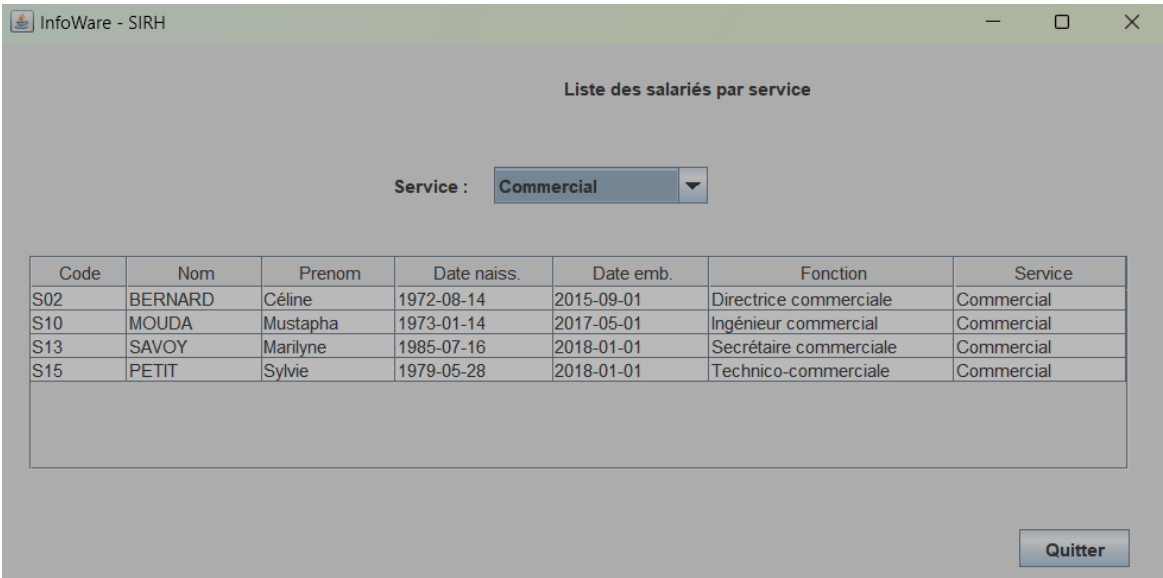 InfoWare - SIRH
Liste des salariés par service
Service : Commercial
Code Nom Prenom Date naiss. Date emb. Fonction Service
S02 BERNARD Céline 1972-08-14 2015-09-01 Directrice commerciale Commercial
S10 MOUDA Mustapha 1973-01-14 2017-05-01 Ingénieur commercial Commercial
S13 SAVOY Marilyne 1985-07-16 2018-01-01 Secrétaire commerciale Commercial
S15 PETIT Sylvie 1979-05-28 2018-01-01 Technico-commerciale Commercial
Quitter